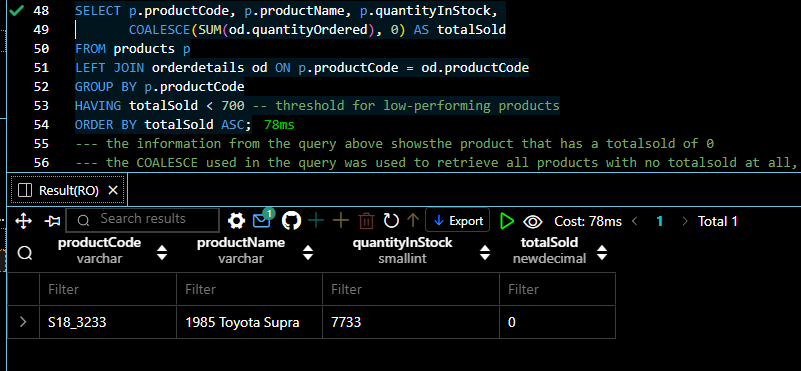 48 SELECT p.productCode, p.productName, p.quantityInStock,
49 COALESCE(SUM(od.quantityOrdered), 0) AS totalSold
50 FROM products p
51 LEFT JOIN orderdetails od ON p.productCode = od.productCode
52 GROUP BY p.productCode
53 HAVING totalSold < 700 -- threshold for low-performing products
54 ORDER BY totalSold ASC; 78ms
55 --- the information from the query above showsthe product that has a totalsold of 0
56 --- the COALESCE used in the query was used to retrieve all products with no totalsold at all,
Result(RO) ×
Search results 1 Export Cost: 78ms < 1 > Total 1
productCode productName quantityInStock totalSold
varchar varchar smallint newdecimal
Filter Filter Filter Filter
S18_3233 1985 Toyota Supra 7733 0